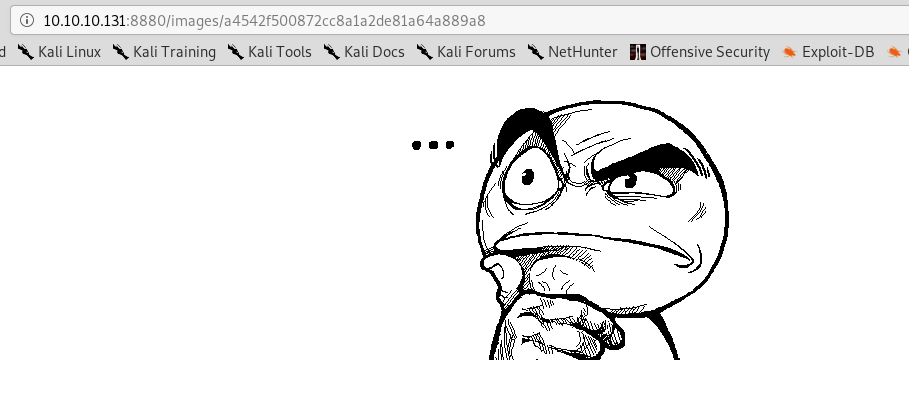 10.10.10.131:8880/images/a4542f500872cc8a1a2de81a64a889a8
Kali Linux Kali Training Kali Tools Kali Docs Kali Forums NetHunter Offensive Security Exploit-DB
...